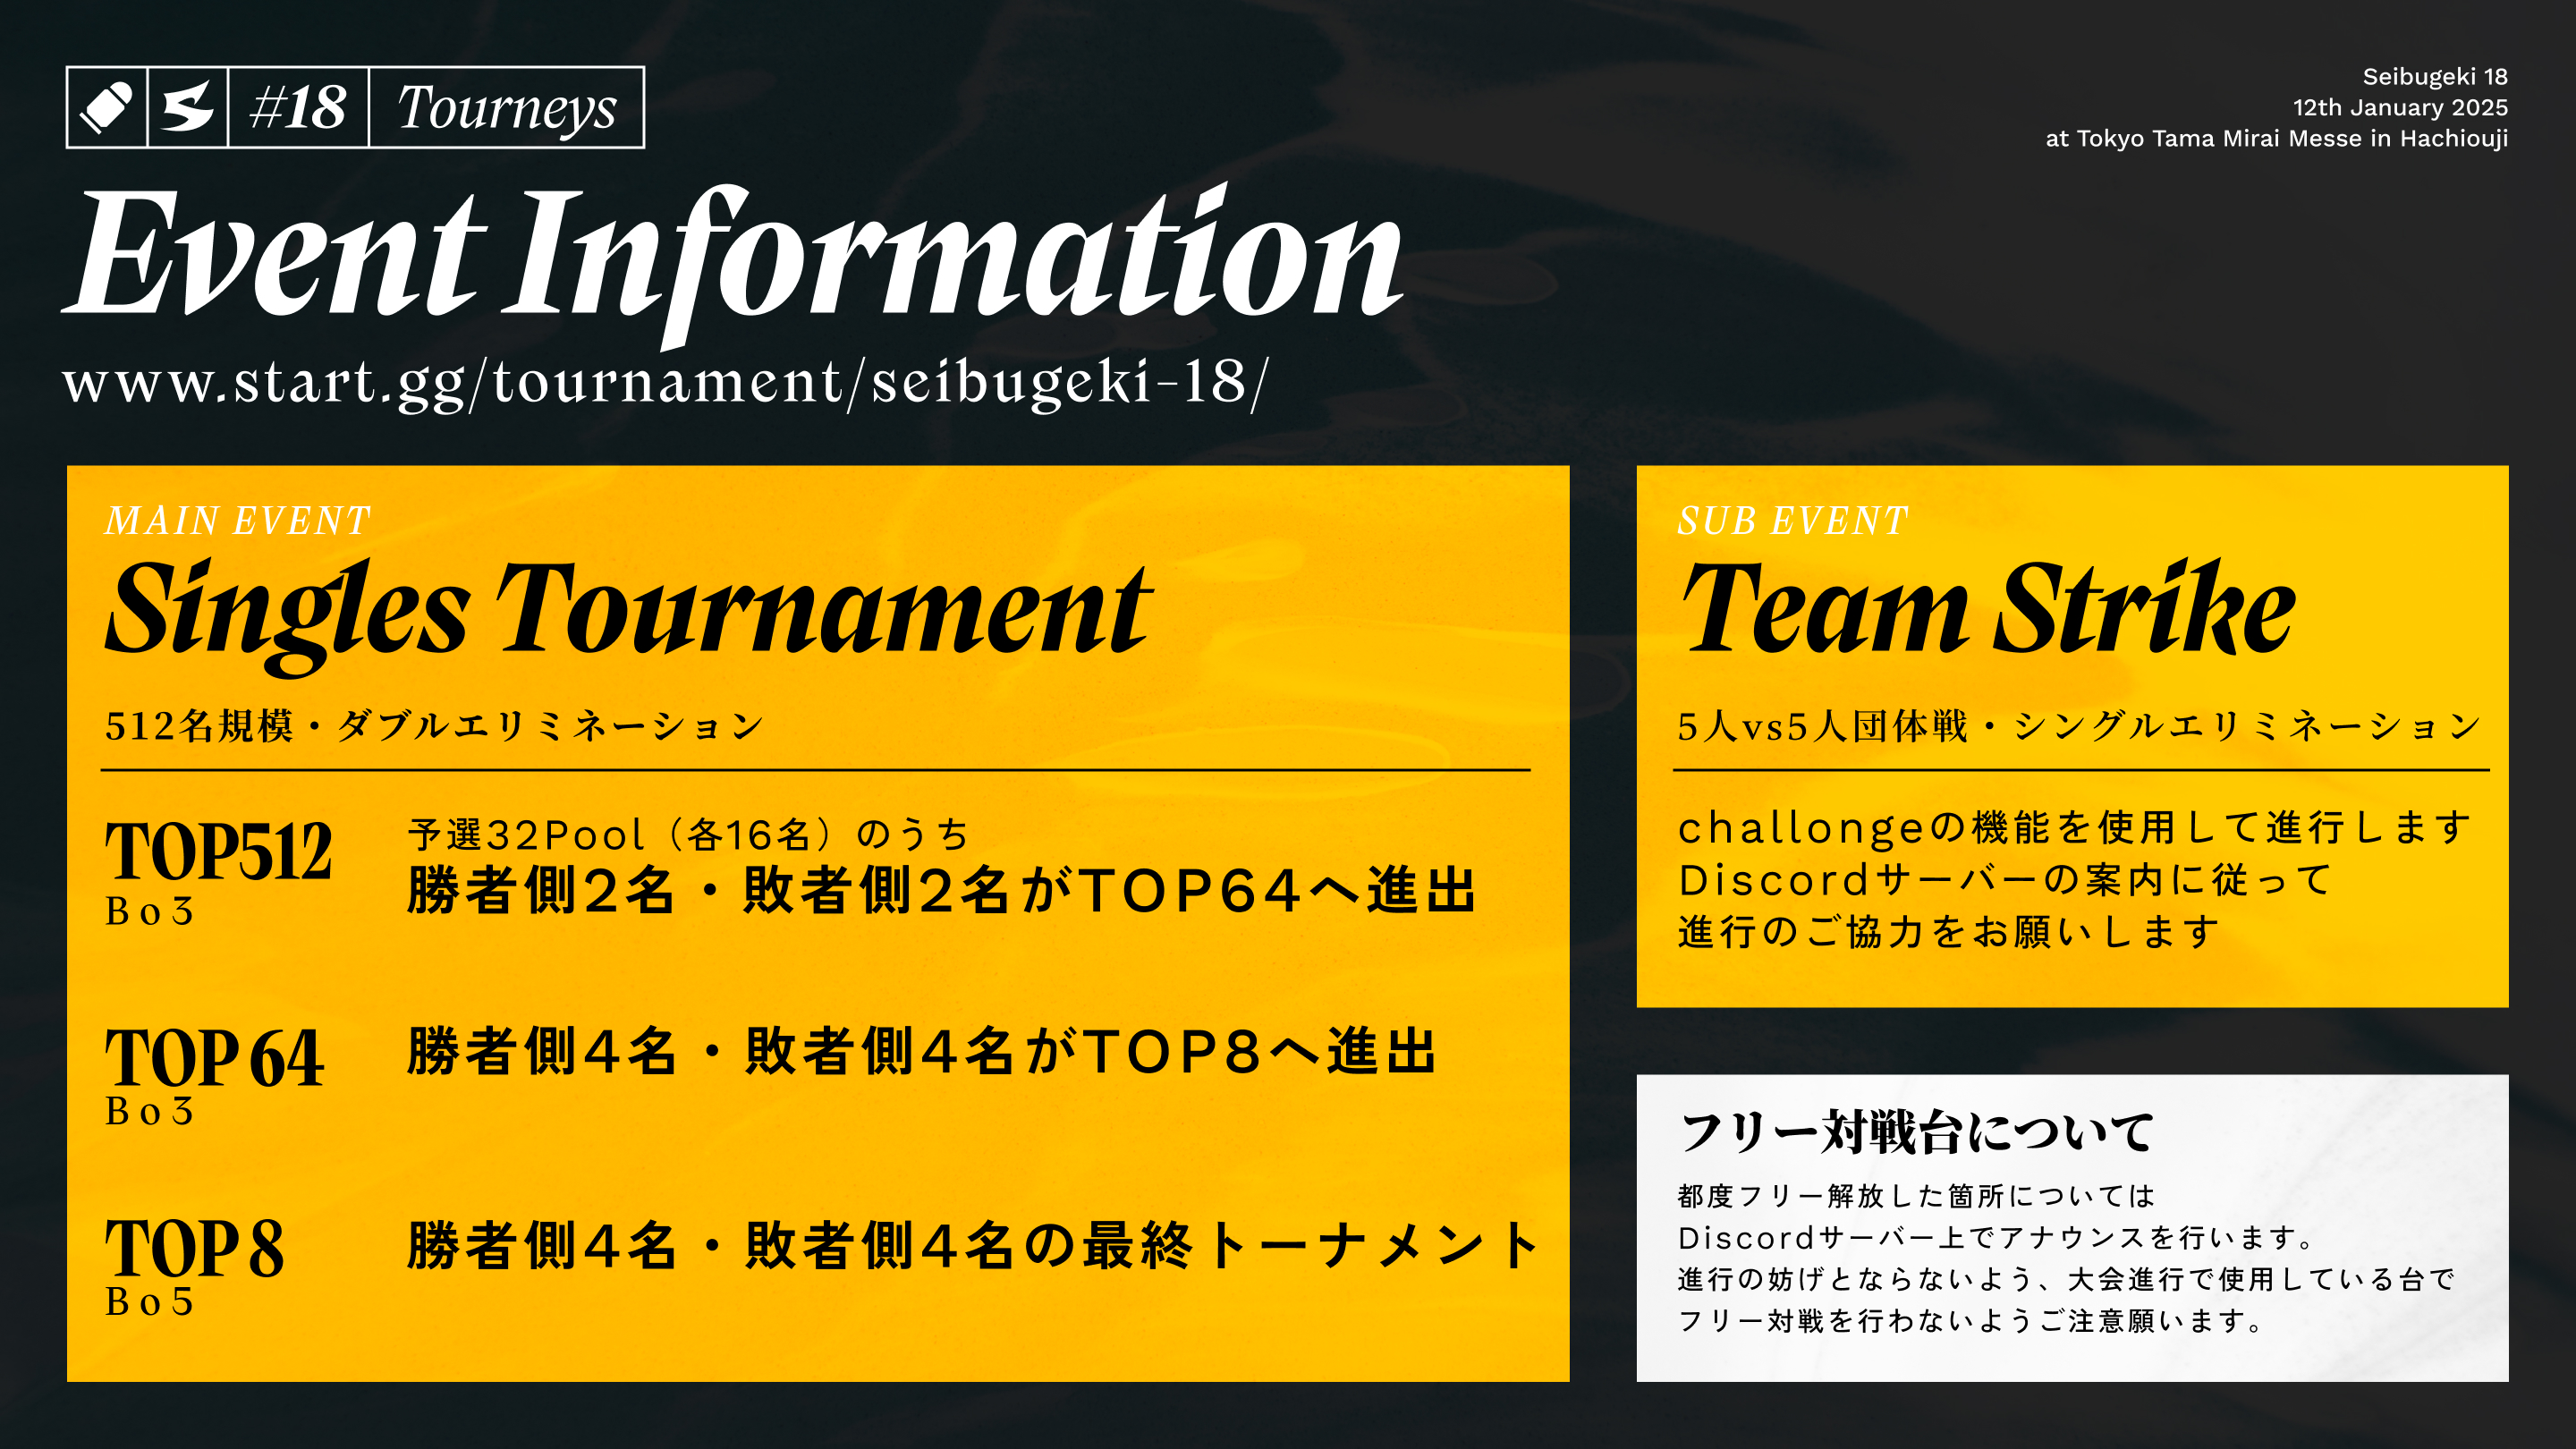 #18 Tourneys
Seibugeki 18
12th January 2025
at Tokyo Tama Mirai Messe in Hachiouji
Event Information
www.start.gg/tournament/seibugeki-18/
MAIN EVENT
Singles Tournament
512名規模・ダブルエリミネーション
TOP512
Bo3
予選32Pool（各16名）のうち
勝者側2名・敗者側2名がTOP64へ進出
TOP 64
Bo3
勝者側4名・敗者側4名がTOP8へ進出
TOP 8
Bo5
勝者側4名・敗者側4名の最終トーナメント
SUB EVENT
Team Strike
5人vs5人団体戦・シングルエリミネーション
challongeの機能を使用して進行します
Discordサーバーの案内に従って
進行のご協力をお願いします
フリー対戦台について
都度フリー解放した箇所については
Discordサーバー上でアナウンスを行います。
進行の妨げとならないよう、大会進行で使用している台で
フリー対戦を行わないようご注意願います。